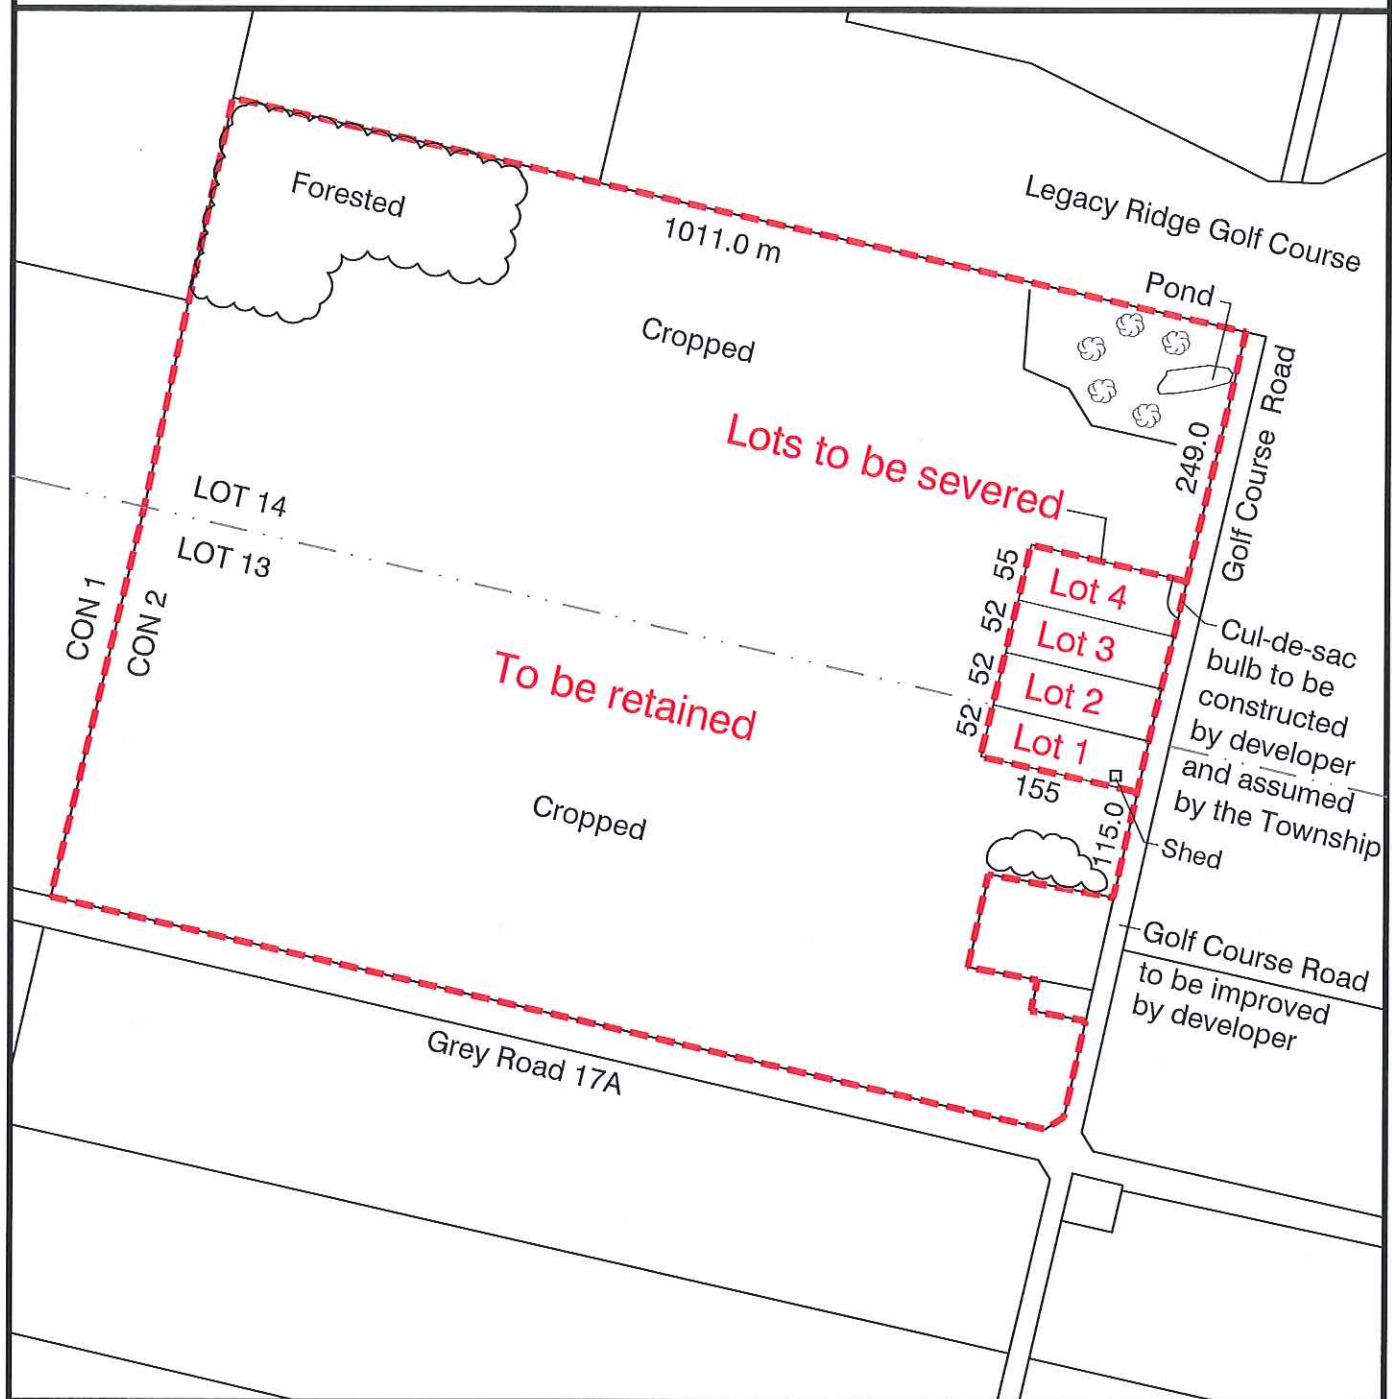 Forested
Legacy Ridge Golf Course
1011.0 m
Pond
Cropped
Golf Course Road
249.0
Lots to be severed
LOT 14
LOT 13
CON 1
CON 2
55
52
52
52
Lot 4
Lot 3
Lot 2
Lot 1
155
115.0
Cul-de-sac
bulb to be
constructed
by developer
and assumed
by the Township
To be retained
Cropped
Shed
Golf Course Road
to be improved
by developer
Grey Road 17A